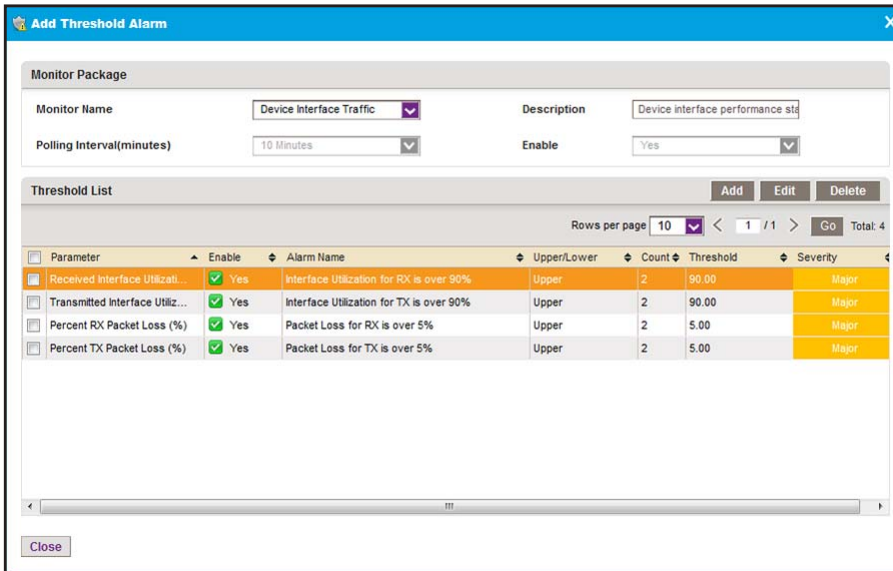 Add Threshold Alarm
Monitor Package
Monitor Name Device Interface Traffic Description Device interface performance sta
Polling Interval(minutes) 10 Minutes Enable Yes
Threshold List Add Edit Delete
Rows per page 10 1 / 1 Go Total: 4
Parameter Enable Alarm Name Upper/Lower Count Threshold Severity
Received Interface Utilizati... Yes Interface Utilization for RX is over 90% Upper 2 90.00 Major
Transmitted Interface Utiliz... Yes Interface Utilization for TX is over 90% Upper 2 90.00 Major
Percent RX Packet Loss (%) Yes Packet Loss for RX is over 5% Upper 2 5.00 Major
Percent TX Packet Loss (%) Yes Packet Loss for TX is over 5% Upper 2 5.00 Major
Close